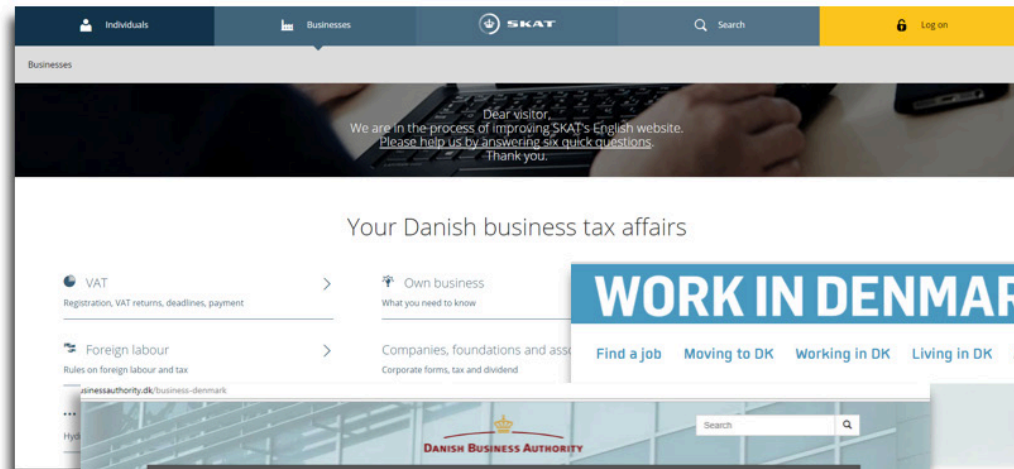 Individuals
Businesses
SKAT
Search
Log on
Businesses
Dear visitor,
We are in the process of improving SKAT's English website.
Please help us by answering six quick questions.
Thank you.
Your Danish business tax affairs
VAT
Registration, VAT returns, deadlines, payment
Own business
What you need to know
Foreign labour
Rules on foreign labour and tax
Companies, foundations and asso
Corporate forms, tax and dividend
WORK IN DENMAR
Find a job Moving to DK Working in DK Living in DK
usinessauthority.dk/business-denmark
Hyd
DANISH BUSINESS AUTHORITY
Search